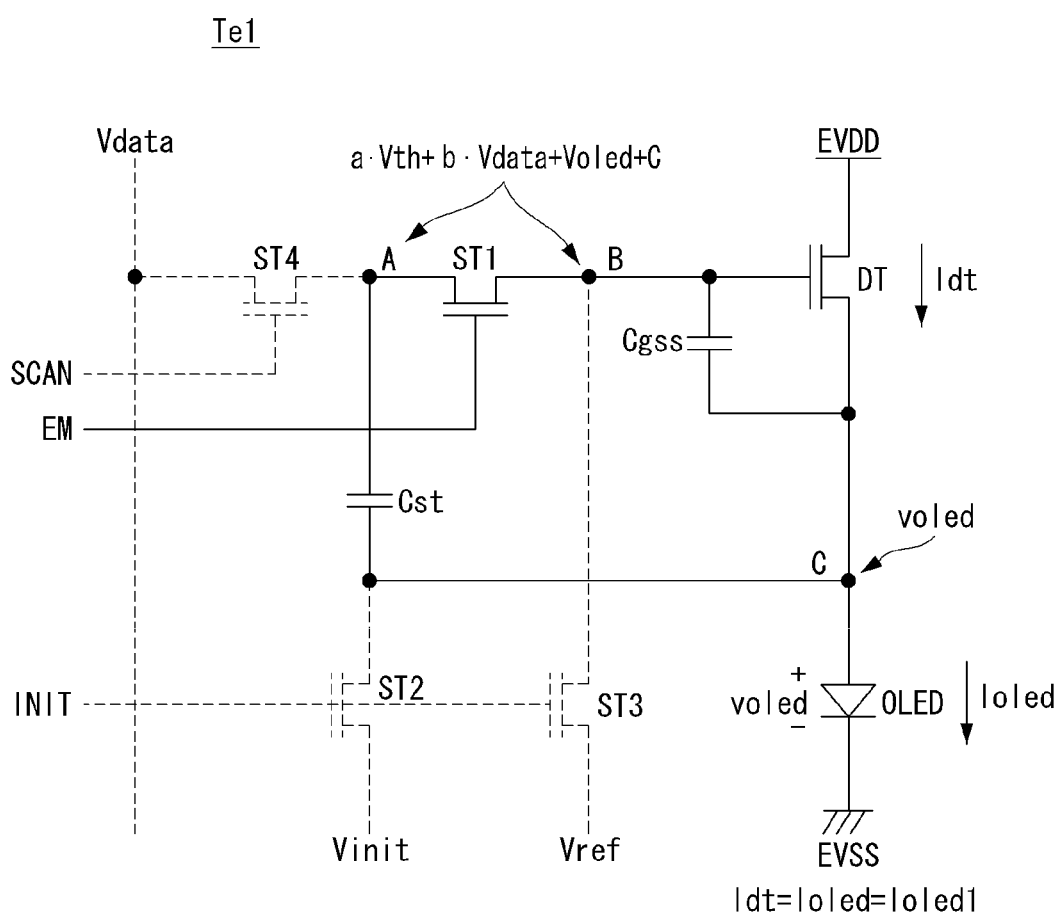 Te1
Vdata
a·Vth+b·Vdata+Voled+C
EVDD
ST4
A
ST1
B
DT
Idt
Cgss
SCAN
EM
Cst
voled
C
INIT
ST2
ST3
+
voled
-
OLED
Ioled
Vinit
Vref
EVSS
Idt=Ioled=Ioled1